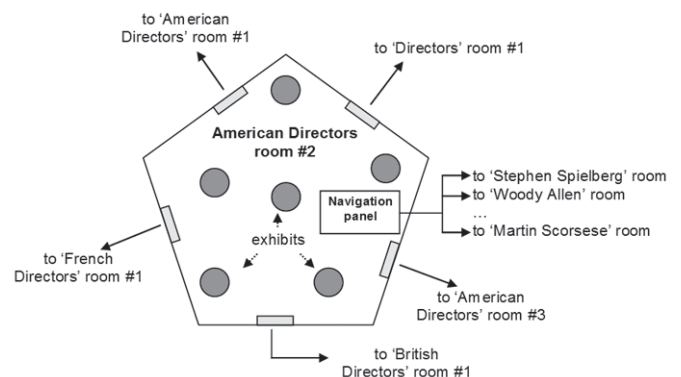 to ‘American
Directors’ room #1
to ‘Directors’ room #1
American Directors
room #2
Navigation
panel
to ‘Stephen Spielberg’ room
to ‘Woody Allen’ room
...
to ‘Martin Scorsese’ room
exhibits
to ‘French
Directors’ room #1
to ‘American
Directors’ room #3
to ‘British
Directors’ room #1